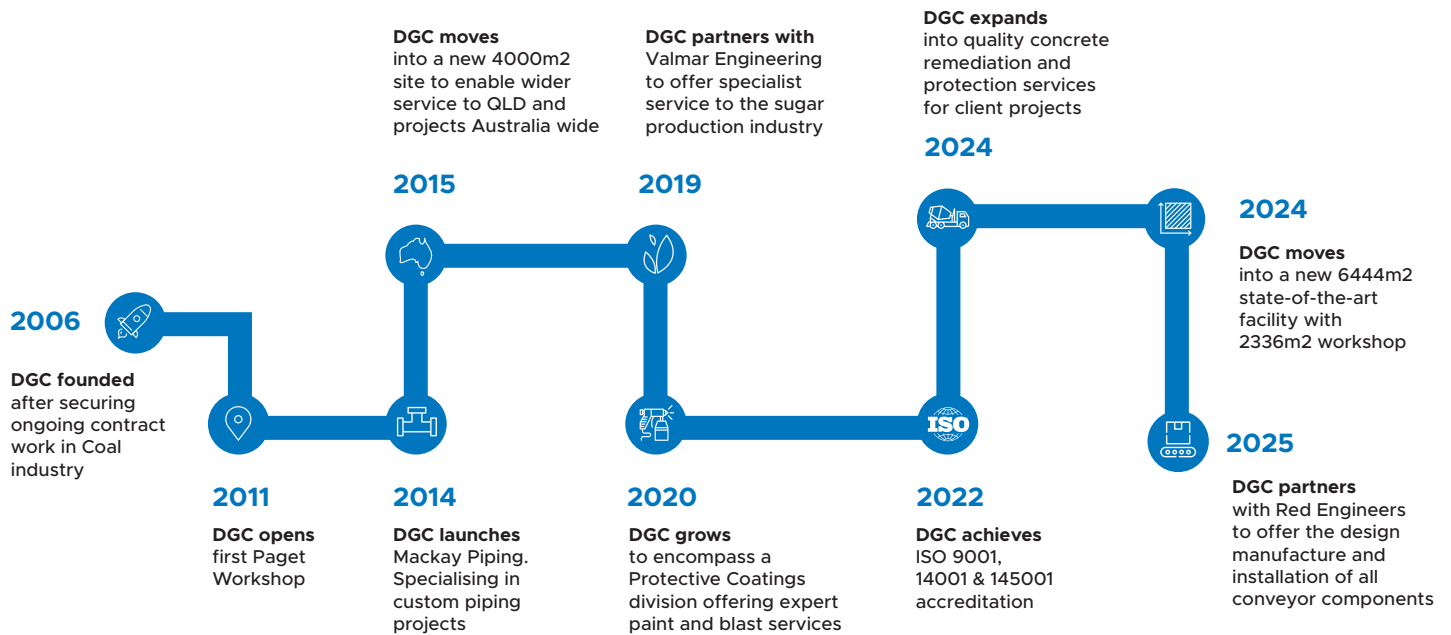 2006
DGC founded
after securing
ongoing contract
work in Coal
industry
2011
DGC opens
first Paget
Workshop
2014
DGC launches
Mackay Piping.
Specialising in
custom piping
projects
DGC moves
into a new 4000m2
site to enable wider
service to QLD and
projects Australia wide
2015
DGC partners with
Valmar Engineering
to offer specialist
service to the sugar
production industry
2019
2020
DGC grows
to encompass a
Protective Coatings
division offering expert
paint and blast services
ISO
2022
DGC achieves
ISO 9001,
14001 & 145001
accreditation
DGC expands
into quality concrete
remediation and
protection services
for client projects
2024
2024
DGC moves
into a new 6444m2
state-of-the-art
facility with
2336m2 workshop
2025
DGC partners
with Red Engineers
to offer the design
manufacture and
installation of all
conveyor components